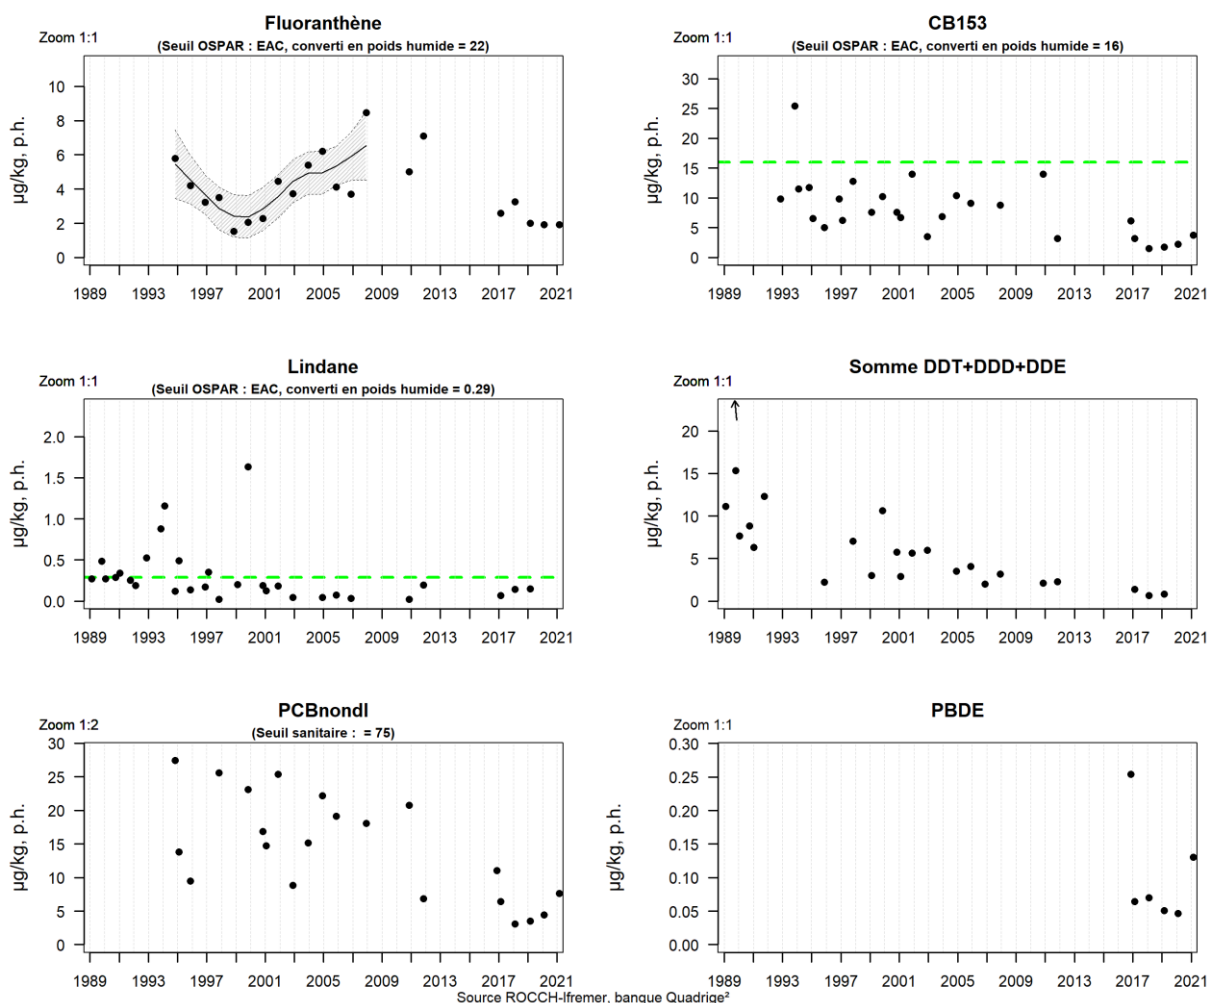 Fluoranthène
Zoom 1:1
(Seuil OSPAR : EAC, converti en poids humide = 22)
µg/kg, p.h.
10
8
6
4
2
0
1989 1993 1997 2001 2005 2009 2013 2017 2021
CB153
Zoom 1:1
(Seuil OSPAR : EAC, converti en poids humide = 16)
µg/kg, p.h.
30
25
20
15
10
5
0
1989 1993 1997 2001 2005 2009 2013 2017 2021
Lindane
Zoom 1:1
(Seuil OSPAR : EAC, converti en poids humide = 0.29)
µg/kg, p.h.
2.0
1.5
1.0
0.5
0.0
1989 1993 1997 2001 2005 2009 2013 2017 2021
Somme DDT+DDD+DDE
Zoom 1:1
µg/kg, p.h.
20
15
10
5
0
1989 1993 1997 2001 2005 2009 2013 2017 2021
PCBnondl
Zoom 1:2
(Seuil sanitaire : = 75)
µg/kg, p.h.
30
25
20
15
10
5
0
1989 1993 1997 2001 2005 2009 2013 2017 2021
PBDE
Zoom 1:1
µg/kg, p.h.
0.30
0.25
0.20
0.15
0.10
0.05
0.00
1989 1993 1997 2001 2005 2009 2013 2017 2021
Source ROCCH-Ifremer, banque Quadrige²